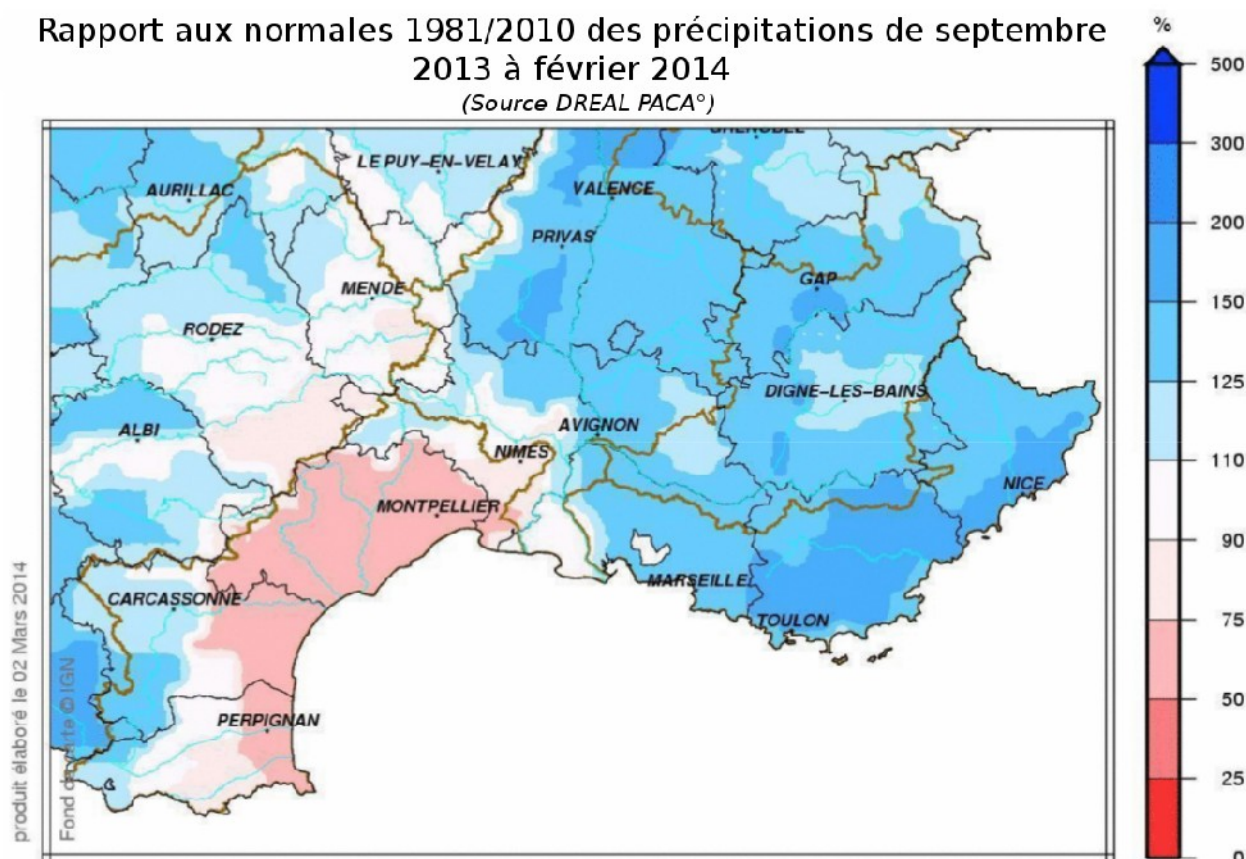 Rapport aux normales 1981/2010 des précipitations de septembre
2013 à février 2014
(Source DREAL PACA°)
%
500
300
200
150
125
110
90
75
50
25
0
GRENOBLE
LE PUY-EN-VELAY
AURILLAC
VALENCE
PRIVAS
MENDE
GAP
RODEZ
DIGNE-LES-BAINS
ALBI
AVIGNON
NIMES
NICE
MONTPELLIER
MARSEILLE
CARCASSONNE
TOULON
PERPIGNAN
produit élaboré le 02 Mars 2014
Fond de carte © IGN